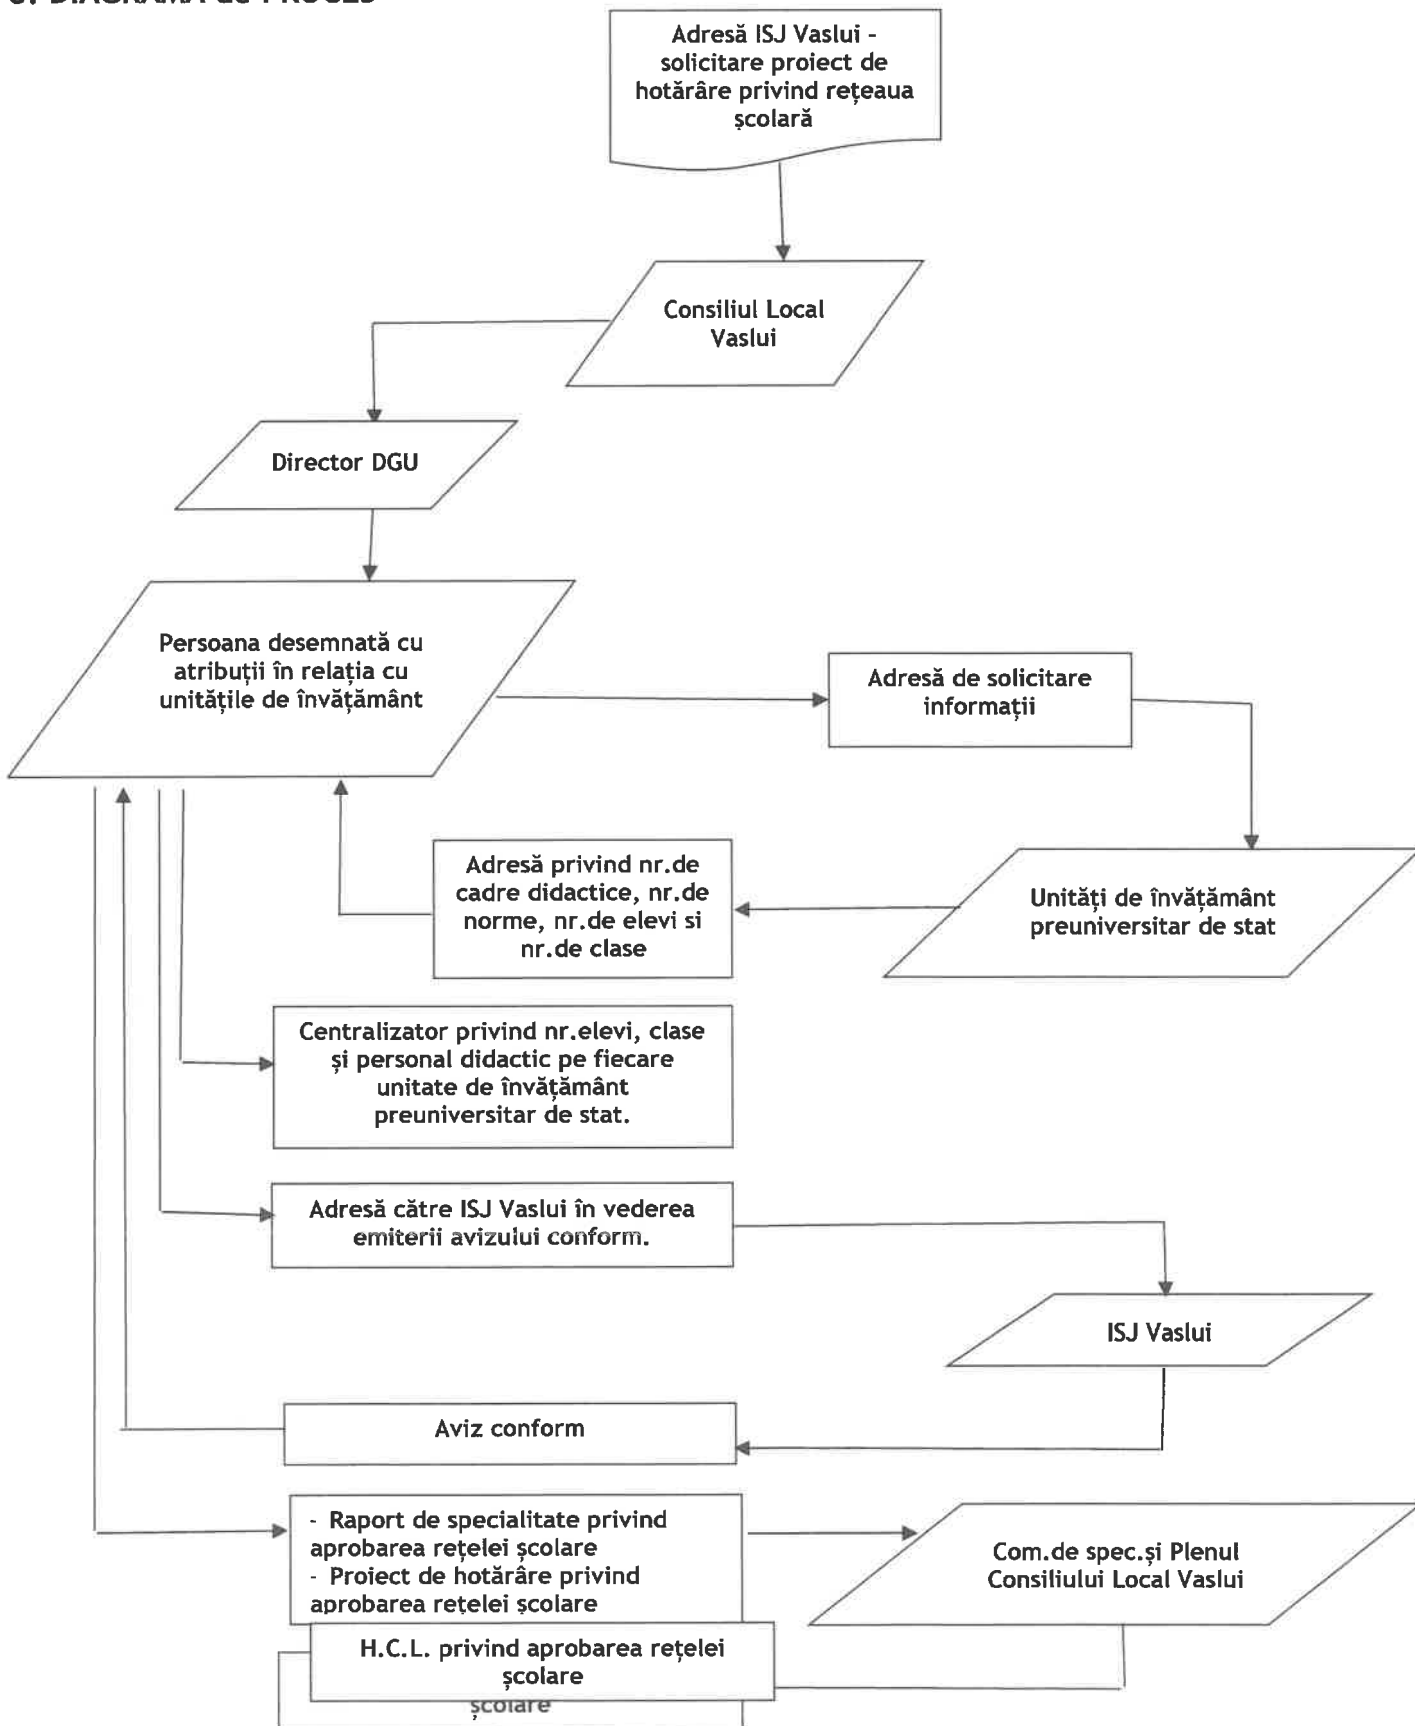 DIAGRAMA de PROCES
Adresă ISJ Vaslui -
solicitare proiect de
hotărâre privind rețeaua
școlară
Consiliul Local
Vaslui
Director DGU
Persoana desemnată cu
atribuții în relația cu
unitățile de învățământ
Adresă de solicitare
informații
Adresă privind nr.de
cadre didactice, nr.de
norme, nr.de elevi si
nr.de clase
Unități de învățământ
preuniversitar de stat
Centralizator privind nr.elevi, clase
și personal didactic pe fiecare
unitate de învățământ
preuniversitar de stat.
Adresă către ISJ Vaslui în vederea
emiterii avizului conform.
ISJ Vaslui
Aviz conform
- Raport de specialitate privind
aprobarea rețelei școlare
- Proiect de hotărâre privind
aprobarea rețelei școlare
Com.de spec.și Plenul
Consiliului Local Vaslui
H.C.L. privind aprobarea rețelei
școlare
școlare